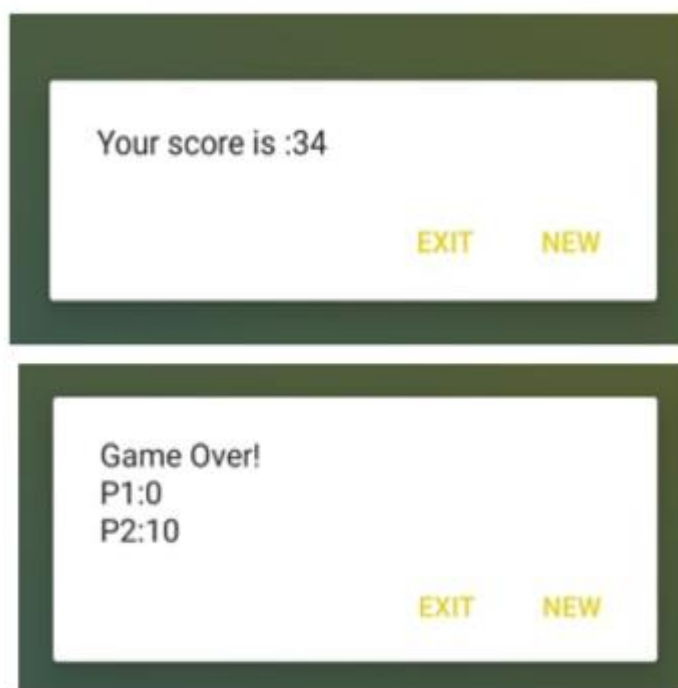 Your score is :34
EXIT NEW
Game Over!
P1:0
P2:10
EXIT NEW